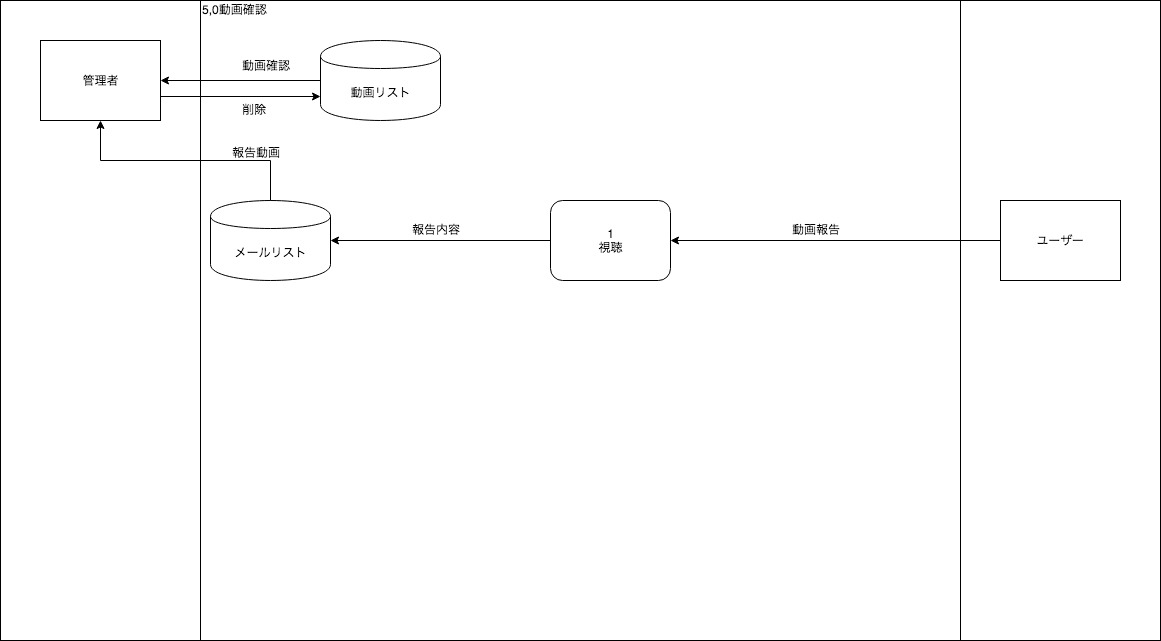 5,0動画確認
管理者
動画確認
動画リスト
削除
報告動画
メールリスト
報告内容
1
視聴
動画報告
ユーザー